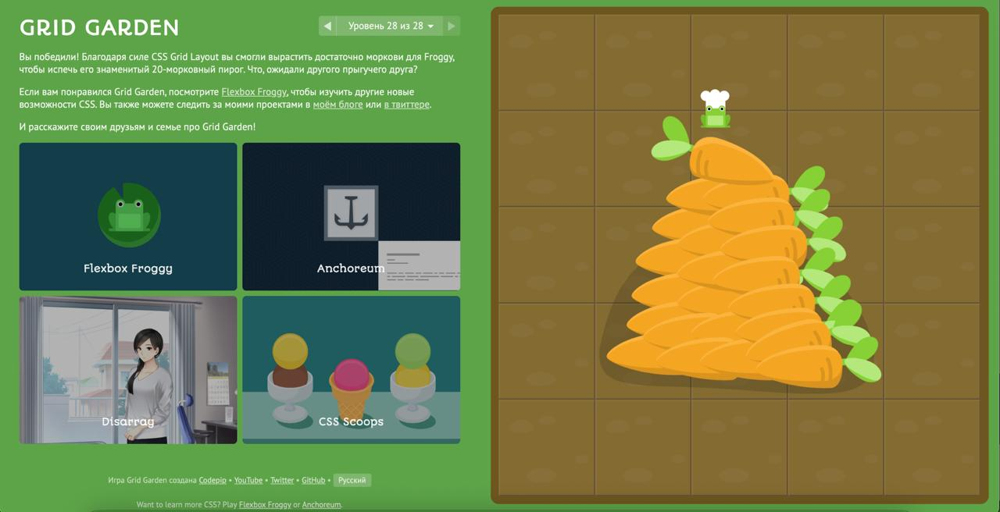 GRID GARDEN
Уровень 28 из 28
Вы победили! Благодаря силе CSS Grid Layout вы смогли вырастить достаточно моркови для Froggy,
чтобы испечь его знаменитый 20-морковный пирог. Что, ожидали другого прыгучего друга?
Если вам понравился Grid Garden, посмотрите Flexbox Froggy, чтобы изучить другие новые
возможности CSS. Вы также можете следить за моими проектами в моём блоге или в твиттере.
И расскажите своим друзьям и семье про Grid Garden!
Flexbox Froggy
Anchoreum
Disarray
CSS Scoops
Игра Grid Garden создана Codepip • YouTube • Twitter • GitHub • Русский
Want to learn more CSS? Play Flexbox Froggy or Anchoreum.